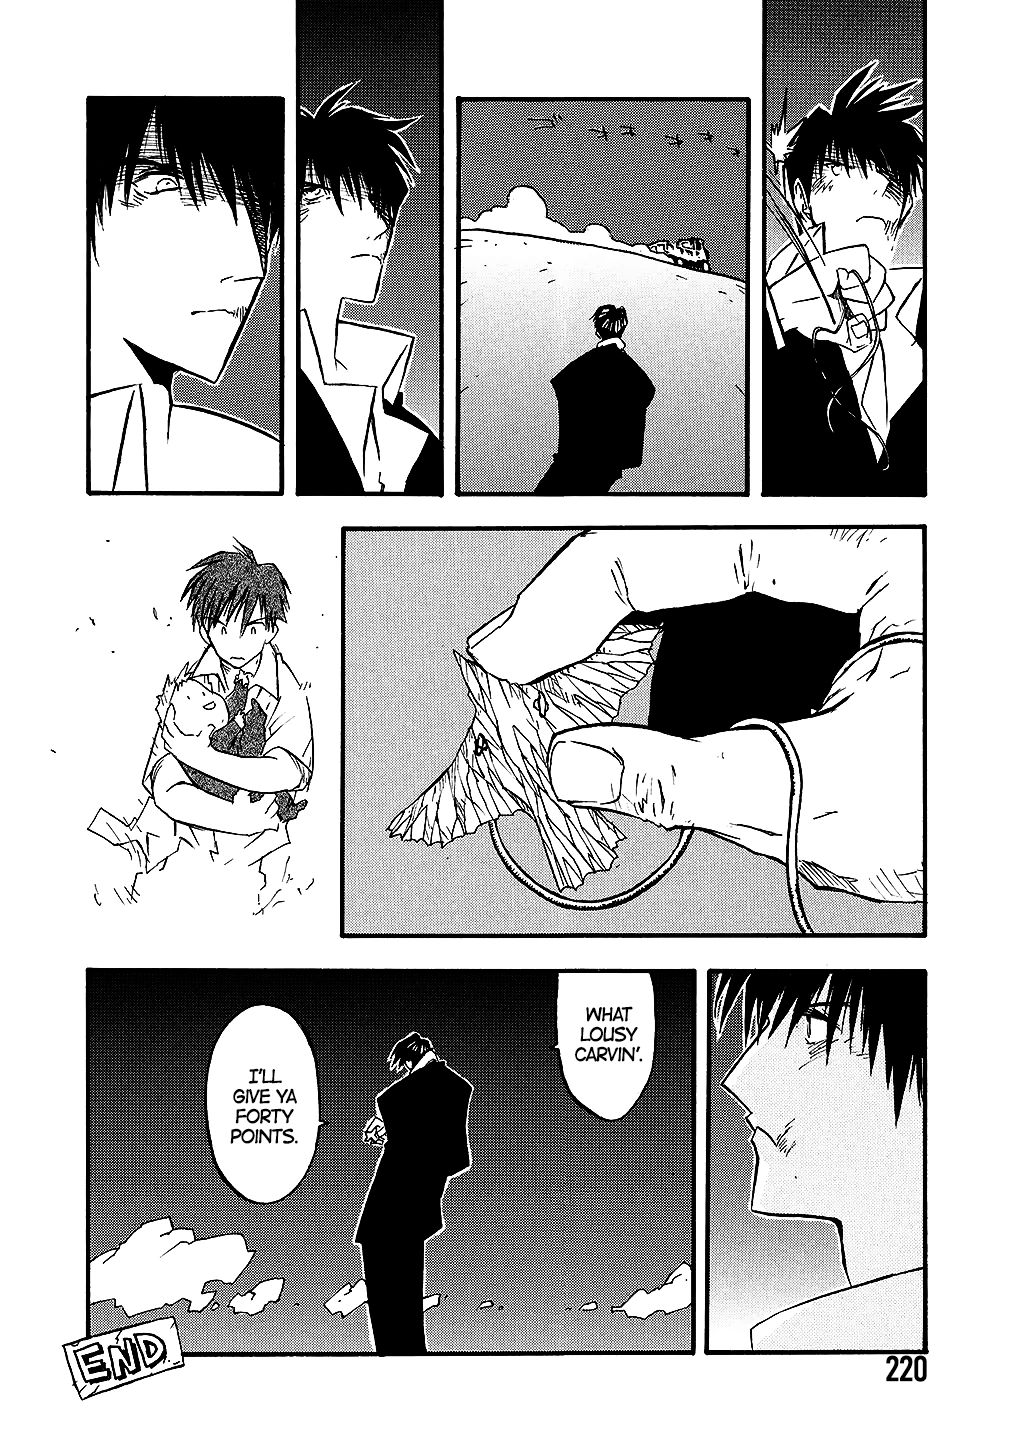 WHAT
LOUSY
CARVIN'.
I'LL
GIVE YA
FORTY
POINTS.
END
220